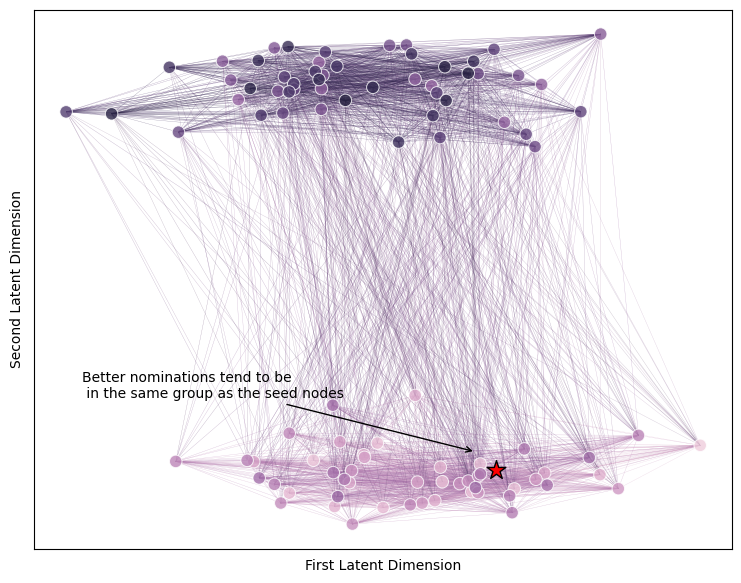 Second Latent Dimension
Better nominations tend to be
in the same group as the seed nodes
First Latent Dimension